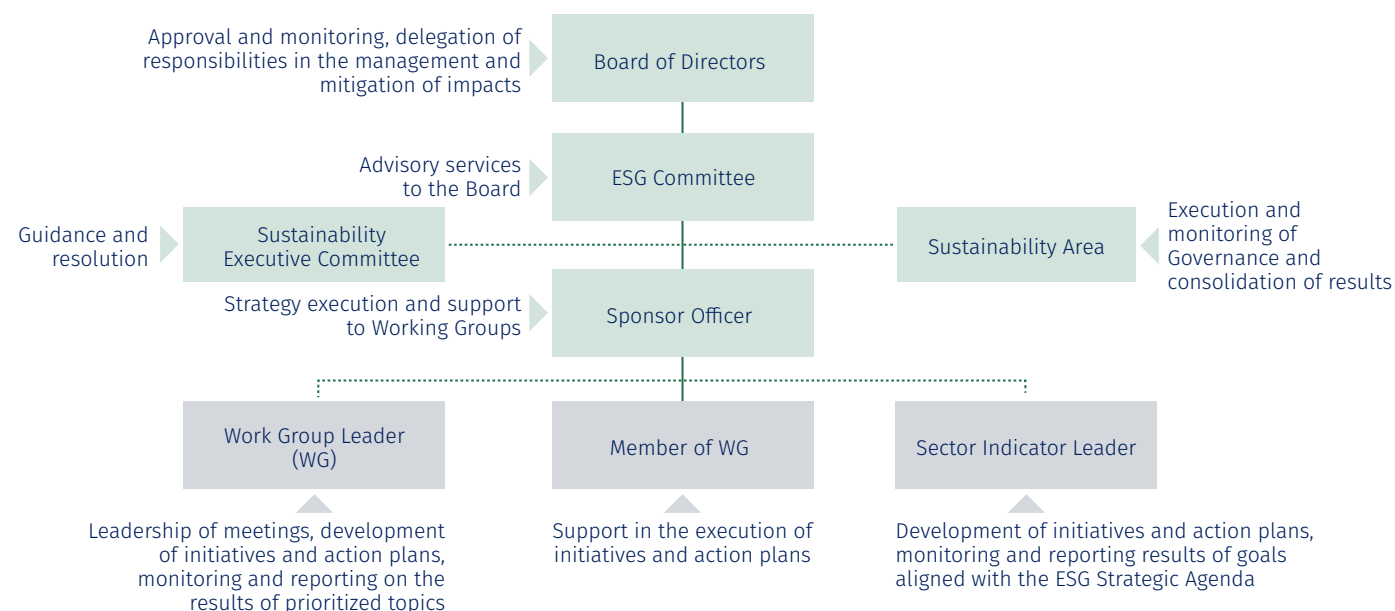 Approval and monitoring, delegation of
responsibilities in the management and
mitigation of impacts
Board of Directors
Advisory services
to the Board
ESG Committee
Guidance and
resolution
Sustainability
Executive Committee
Sustainability Area
Execution and
monitoring of
Governance and
consolidation of results
Strategy execution and support
to Working Groups
Sponsor Officer
Work Group Leader
(WG)
Member of WG
Sector Indicator Leader
Leadership of meetings, development
of initiatives and action plans,
monitoring and reporting on the
results of prioritized topics
Support in the execution of
initiatives and action plans
Development of initiatives and action plans,
monitoring and reporting results of goals
aligned with the ESG Strategic Agenda